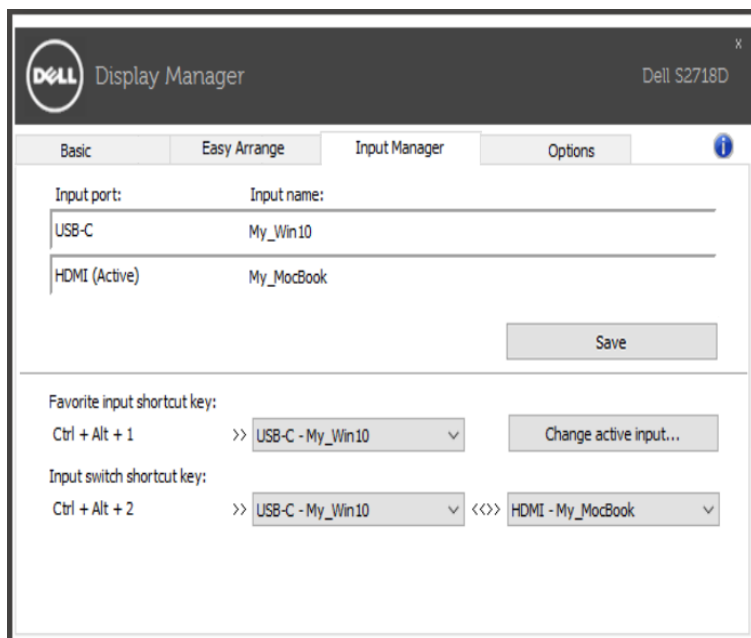 DELL Display Manager
x
Dell S2718D
Basic Easy Arrange Input Manager Options i
Input port: Input name:
USB-C My_Win10
HDMI (Active) My_MocBook
Save
Favorite input shortcut key:
Ctrl + Alt + 1 >> USB-C - My_Win10 Change active input...
Input switch shortcut key:
Ctrl + Alt + 2 >> USB-C - My_Win10 <<>> HDMI - My_MocBook